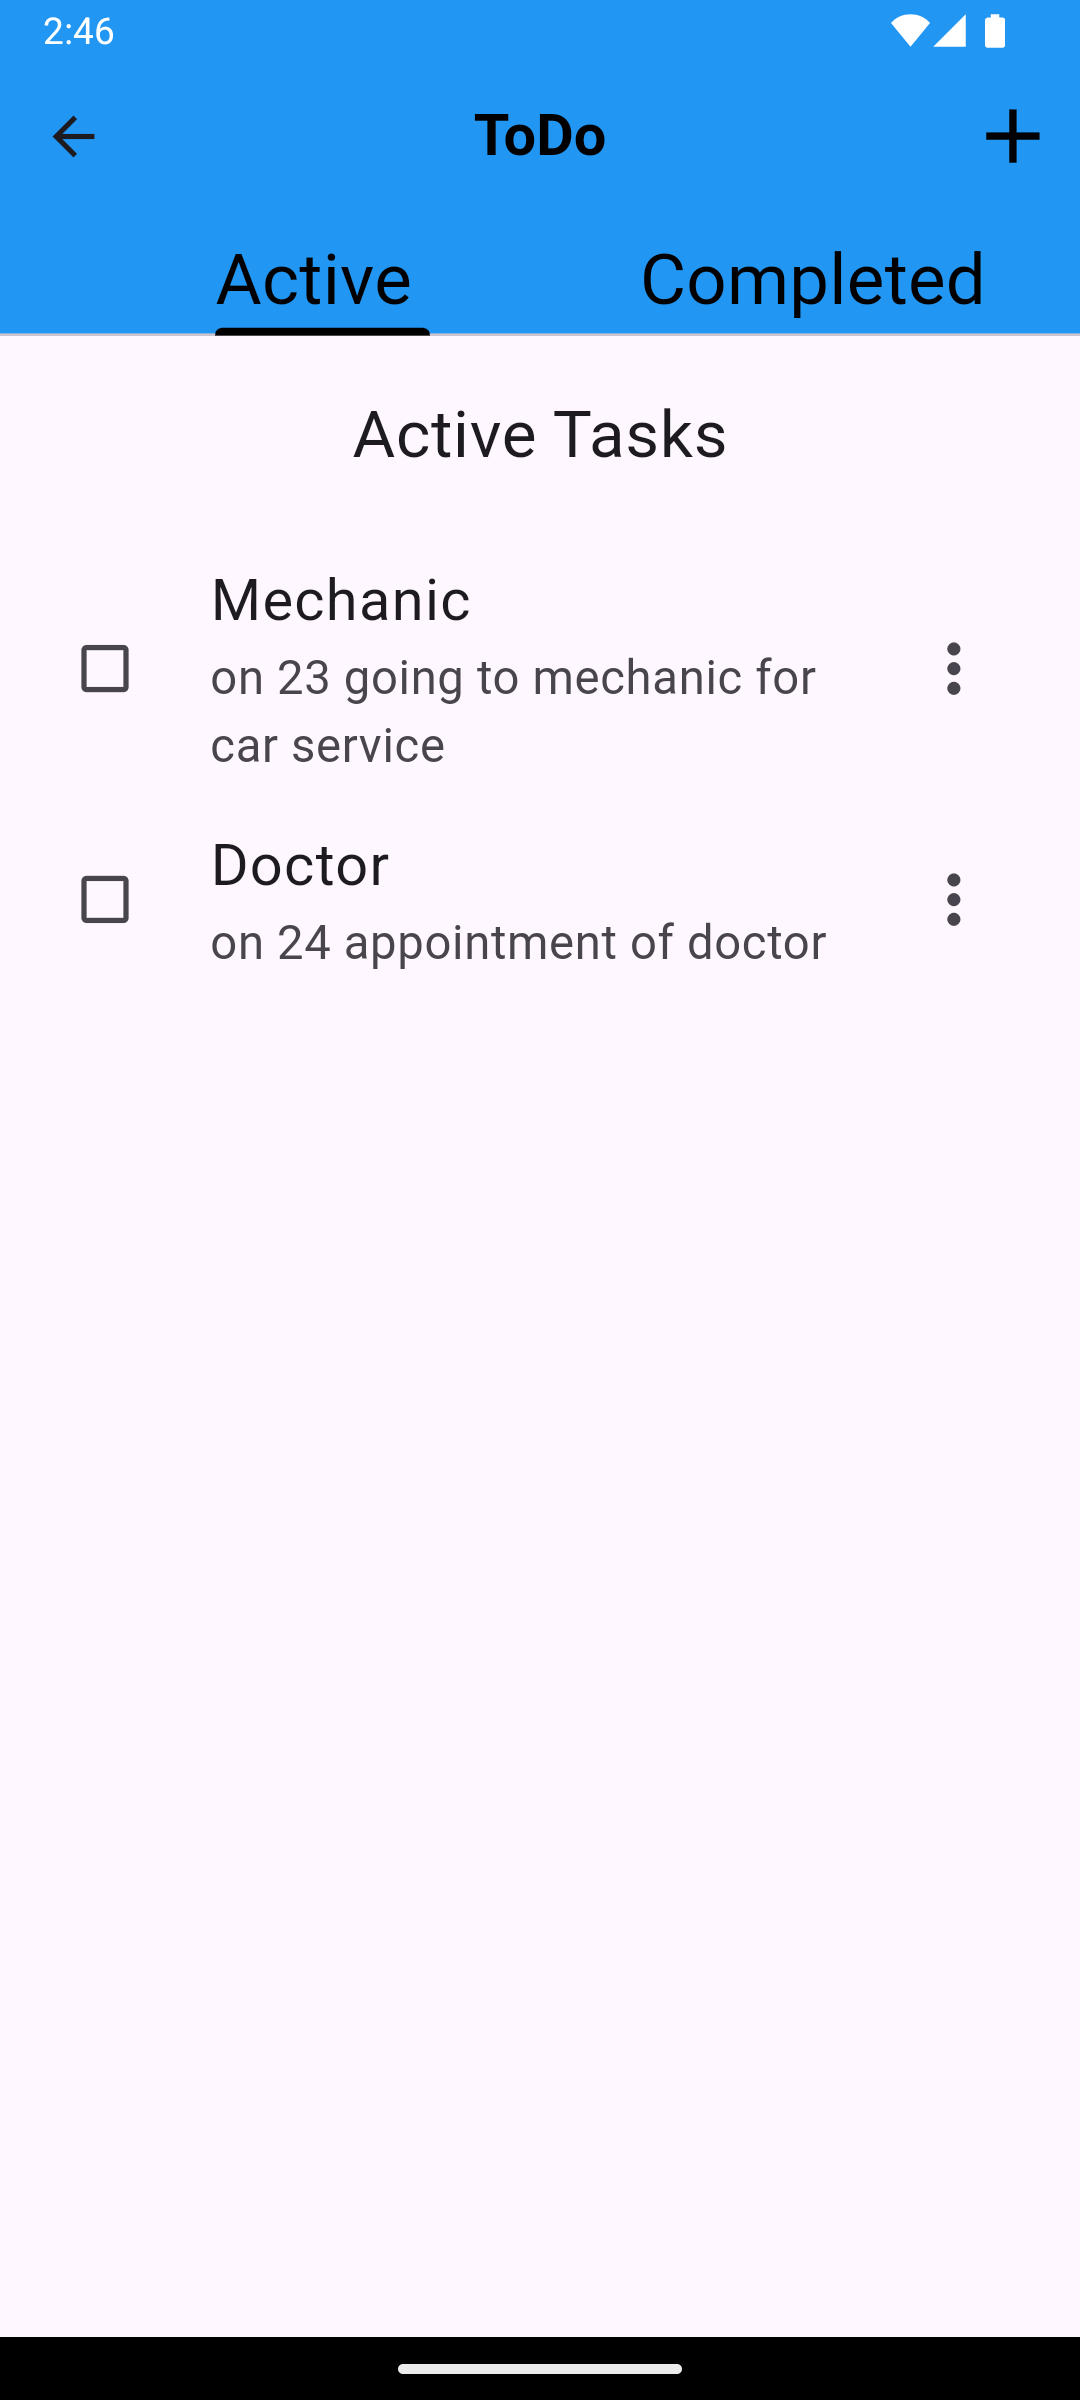 2:46
ToDo
Active
Completed
Active Tasks
Mechanic
on 23 going to mechanic for
car service
Doctor
on 24 appointment of doctor